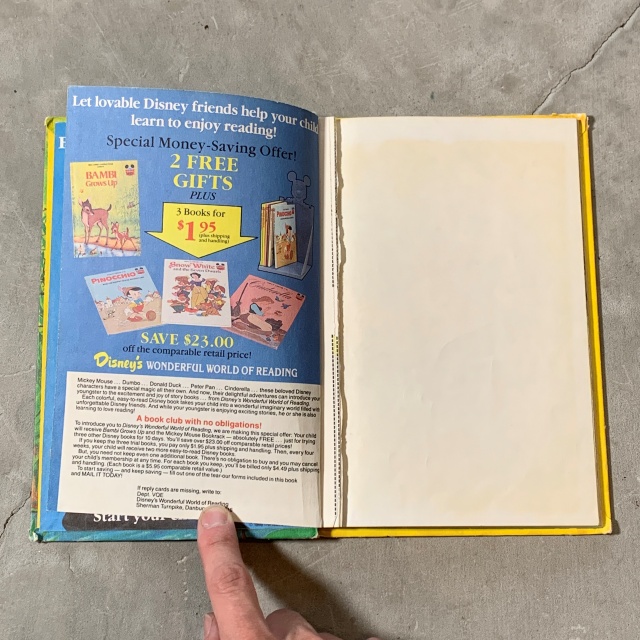 Let lovable Disney friends help your child
learn to enjoy reading!
Special Money-Saving Offer!
2 FREE
GIFTS
PLUS
BAMBI
GROWS UP
3 Books for
$1.95
(plus shipping
and handling)
PINOCCHIO
PINOCCHIO
Snow White
and the Seven Dwarfs
Cinderella
SAVE $23.00
off the comparable retail price!
Disney's WONDERFUL WORLD OF READING
Mickey Mouse . . . Dumbo . . . Donald Duck . . . Peter Pan . . . Cinderella . . . these beloved Disney
characters have a special magic all their own. And now, their delightful adventures can introduce your
youngster to the excitement and joy of story books . . . from Disney's Wonderful World of Reading.
Each colorful, easy-to-read Disney book takes your child into a wonderful imaginary world filled with
unforgettable Disney friends. And while your youngster is enjoying exciting stories, he or she is also
learning to love reading!
A book club with no obligations!
To introduce you to Disney's Wonderful World of Reading, we are making this special offer: Your child
will receive Bambi Grows Up and the Mickey Mouse Bookrack — absolutely FREE . . . just for trying
three other Disney books for 10 days. You'll save over $23.00 off comparable retail prices!
If you keep the three trial books, you pay only $1.95 plus shipping and handling. Then, every four
weeks, your child will receive two more easy-to-read Disney books.
But, you need not even one additional book. There's no obligation to buy and you may cancel
your child's membership at any time. For each book you keep, you'll be billed only $4.49 plus shipping
and handling. (Each book is a $5.95 comparable retail value.)
To start saving — and keep saving — fill out one of the tear-out forms included in this book
and MAIL IT TODAY!
If reply cards are missing, write to:
Dept. VOE
Disney's Wonderful World of Reading
Sherman Turnpike, Danbury
Start your